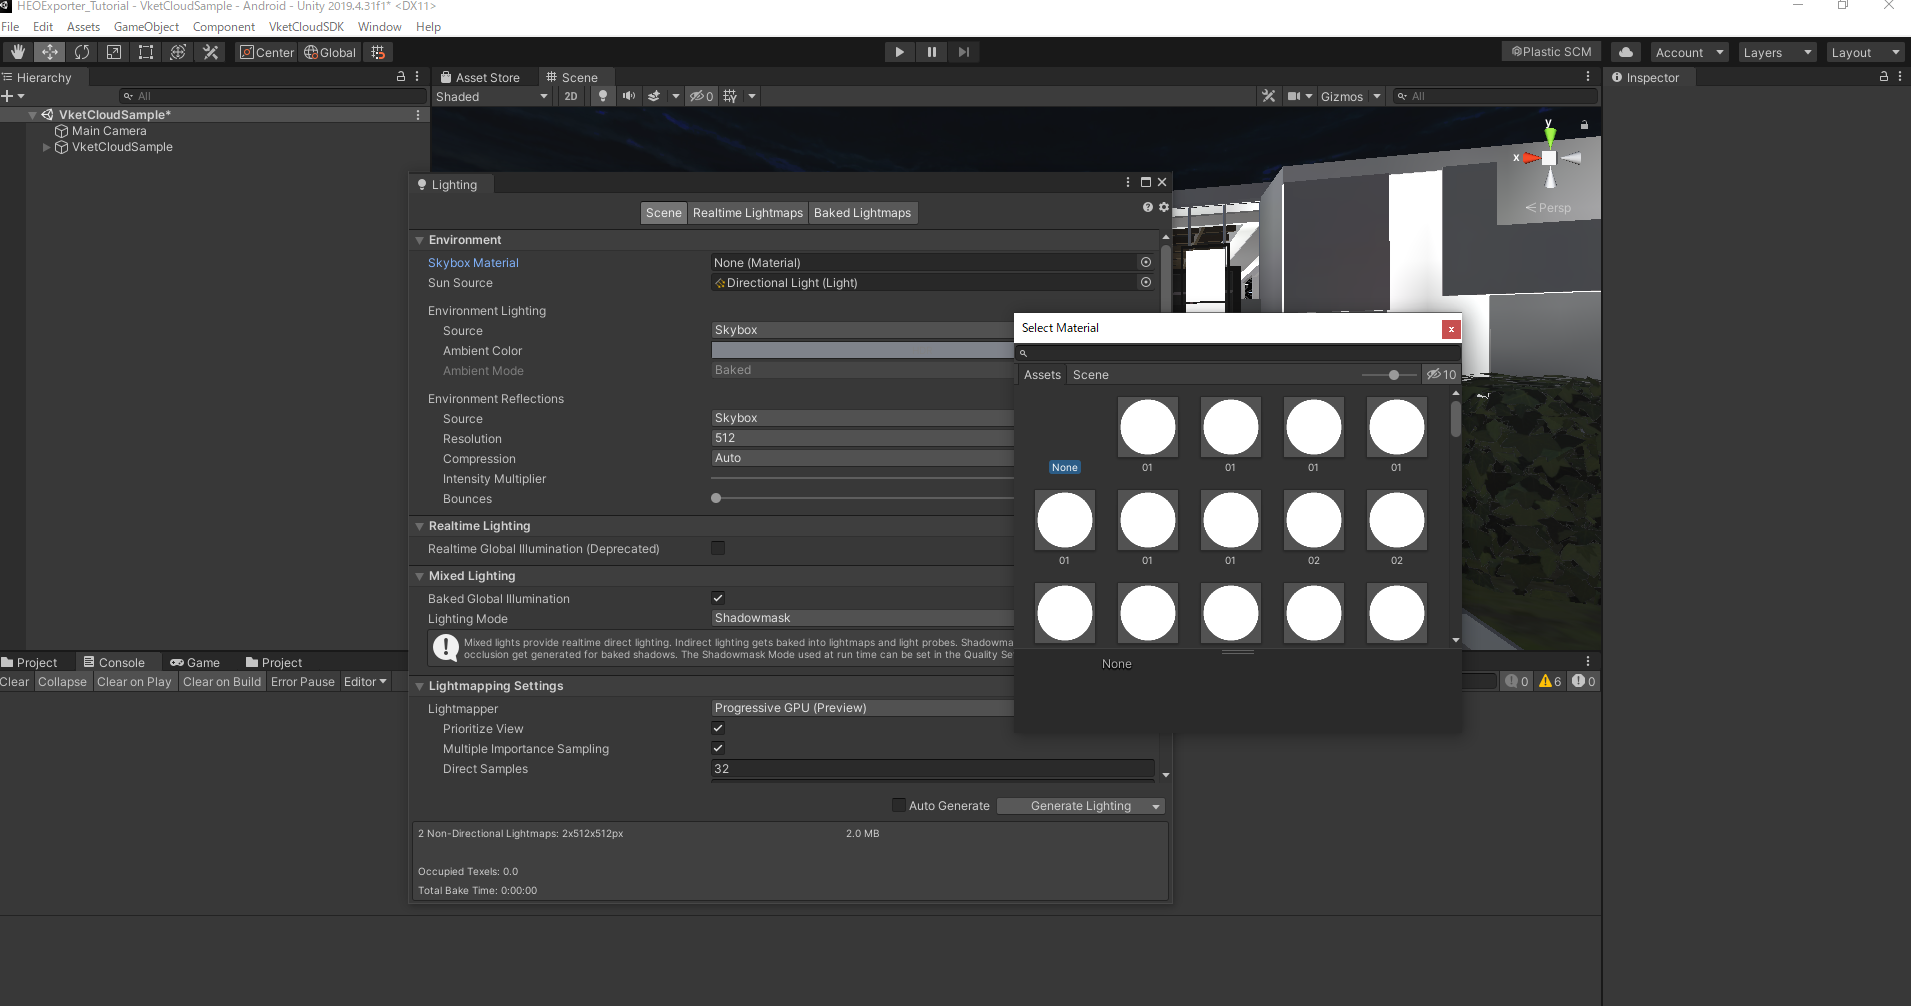 HEOExporter_Tutorial - VketCloudSample - Android - Unity 2019.4.31f1* <DX11>
File Edit Assets GameObject Component VketCloudSDK Window Help
Center Global Plastic SCM Account Layers Layout
Hierarchy
All
VketCloudSample*
Main Camera
VketCloudSample
Asset Store Scene
Shaded 2D 0 Gizmos All
y
x
Persp
Inspector
Lighting
Scene Realtime Lightmaps Baked Lightmaps
Environment
Skybox Material None (Material)
Sun Source Directional Light (Light)
Environment Lighting
Source Skybox
Ambient Color
Ambient Mode Baked
Environment Reflections
Source Skybox
Resolution 512
Compression Auto
Intensity Multiplier
Bounces
Realtime Lighting
Realtime Global Illumination (Deprecated)
Mixed Lighting
Baked Global Illumination
Lighting Mode Shadowmask
Mixed lights provide realtime direct lighting. Indirect lighting gets baked into lightmaps and light probes. Shadowma
occlusion get generated for baked shadows. The Shadowmask Mode used at run time can be set in the Quality Se
Lightmapping Settings
Lightmapper Progressive GPU (Preview)
Prioritize View
Multiple Importance Sampling
Direct Samples 32
Auto Generate Generate Lighting
2 Non-Directional Lightmaps: 2x512x512px 2.0 MB
Occupied Texels: 0.0
Total Bake Time: 0:00:00
Select Material
x
Assets Scene 10
None 01 01 01 01
01 01 01 02 02
None
Project Console Game Project
Clear Collapse Clear on Play Clear on Build Error Pause Editor 0 6 0